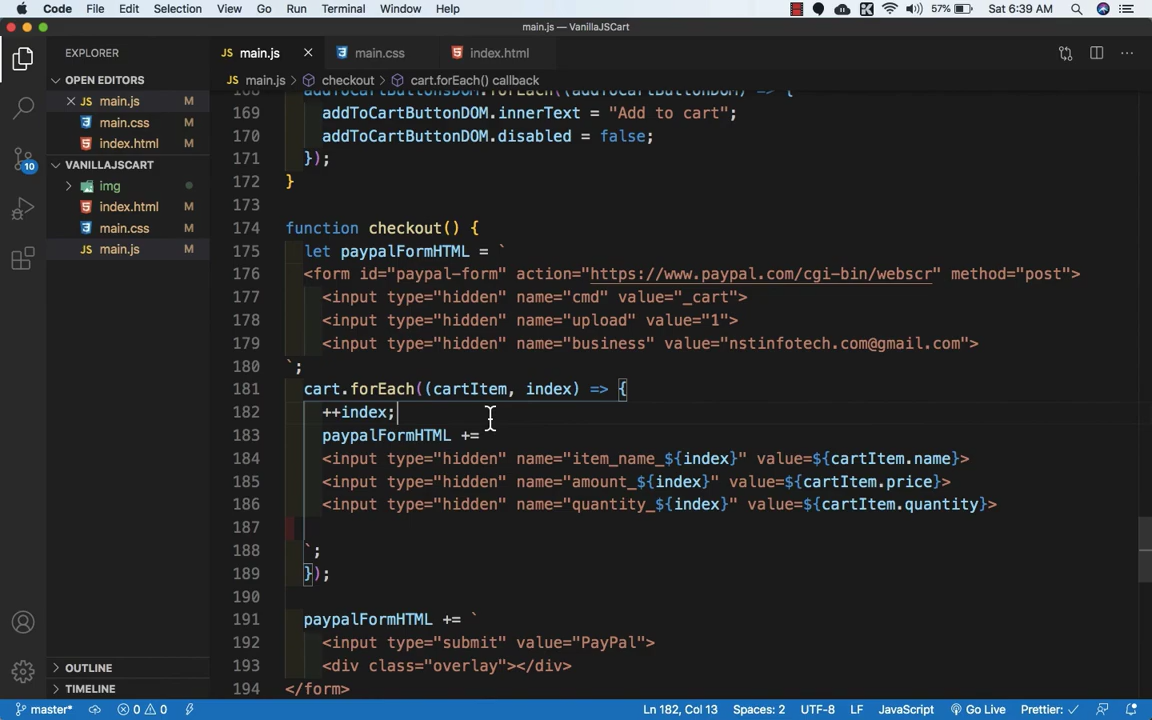 Code File Edit Selection View Go Run Terminal Window Help 57% Sat 6:39 AM
main.js — VanillaJSCart
EXPLORER
OPEN EDITORS
main.js M
main.css M
index.html M
VANILLAJSCART
img
index.html M
main.css M
main.js M
10
OUTLINE
TIMELINE
JS main.js main.css index.html
JS main.js > checkout > cart.forEach() callback
168 addToCartButtonsDOM.forEach((addToCartButtonDOM) => {
169 addToCartButtonDOM.innerText = "Add to cart";
170 addToCartButtonDOM.disabled = false;
171 });
172 }
173
174 function checkout() {
175 let paypalFormHTML = `
176 <form id="paypal-form" action="https://www.paypal.com/cgi-bin/webscr" method="post">
177 <input type="hidden" name="cmd" value="_cart">
178 <input type="hidden" name="upload" value="1">
179 <input type="hidden" name="business" value="nstinfotech.com@gmail.com">
180 `;
181 cart.forEach((cartItem, index) => {
182 ++index;
183 paypalFormHTML +=
184 <input type="hidden" name="item_name_${index}" value=${cartItem.name}>
185 <input type="hidden" name="amount_${index}" value=${cartItem.price}>
186 <input type="hidden" name="quantity_${index}" value=${cartItem.quantity}>
187
188 `;
189 });
190
191 paypalFormHTML += `
192 <input type="submit" value="PayPal">
193 <div class="overlay"></div>
194 </form>
master* 0 0 Ln 182, Col 13 Spaces: 2 UTF-8 LF JavaScript Go Live Prettier: ✓